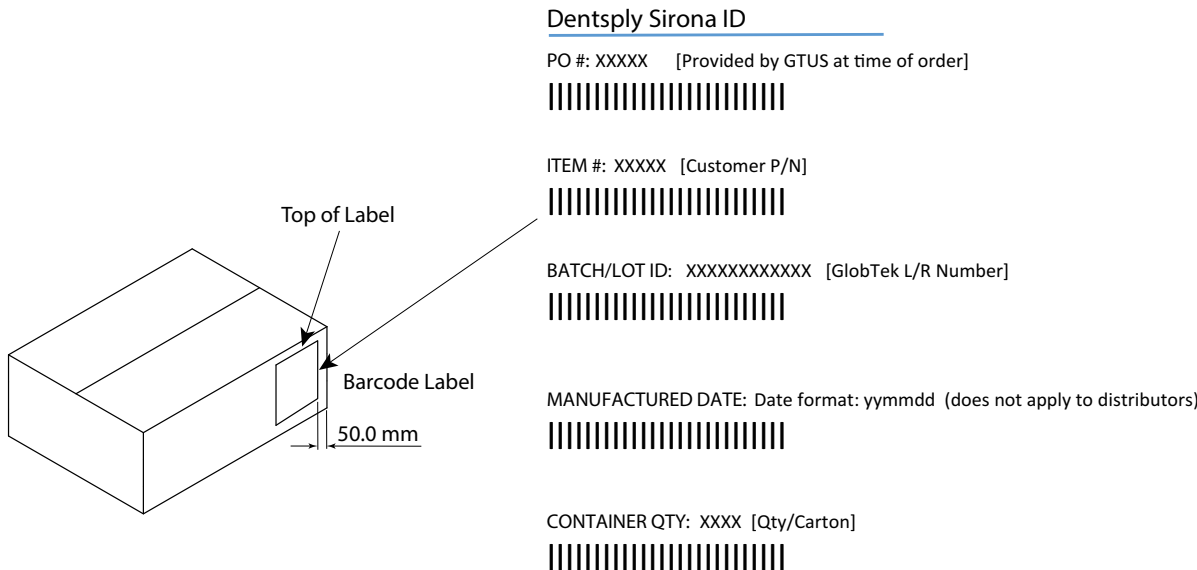 Dentsply Sirona ID
PO #: XXXXX [Provided by GTUS at time of order]
ITEM #: XXXXX [Customer P/N]
Top of Label
BATCH/LOT ID: XXXXXXXXXXXX [GlobTek L/R Number]
Barcode Label
MANUFACTURED DATE: Date format: yymmdd (does not apply to distributors)
50.0 mm
CONTAINER QTY: XXXX [Qty/Carton]